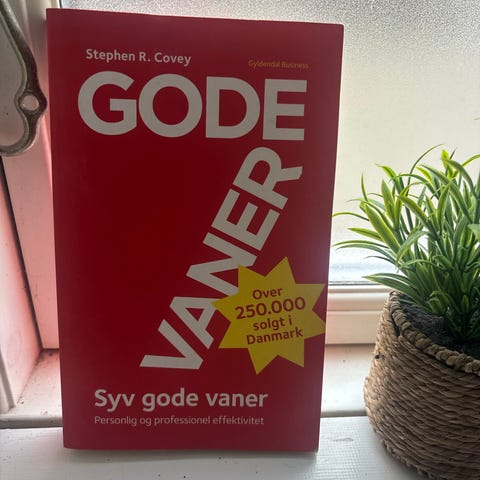 Stephen R. Covey
Gyldendal Business
GODE
VANER
Over
250.000
solgt i
Danmark
Syv gode vaner
Personlig og professionel effektivitet